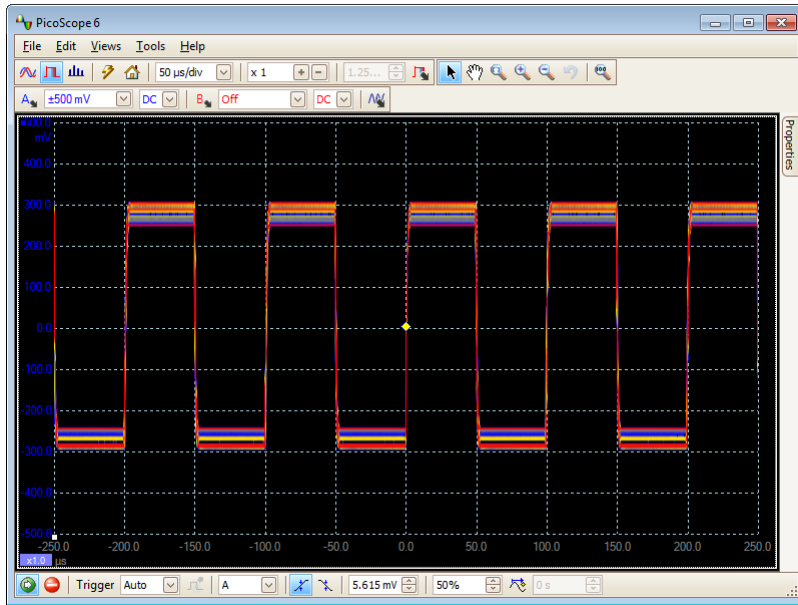 PicoScope 6
File Edit Views Tools Help
50 µs/div x 1 1.25...
A ±500 mV DC B Off DC
mV
400.0
300.0
200.0
100.0
0.0
-100.0
-200.0
-300.0
-400.0
-500.0
-250.0 -200.0 -150.0 -100.0 -50.0 0.0 50.0 100.0 150.0 200.0 250.0
x1.0 µs
Trigger Auto A 5.615 mV 50% 0 s
Properties